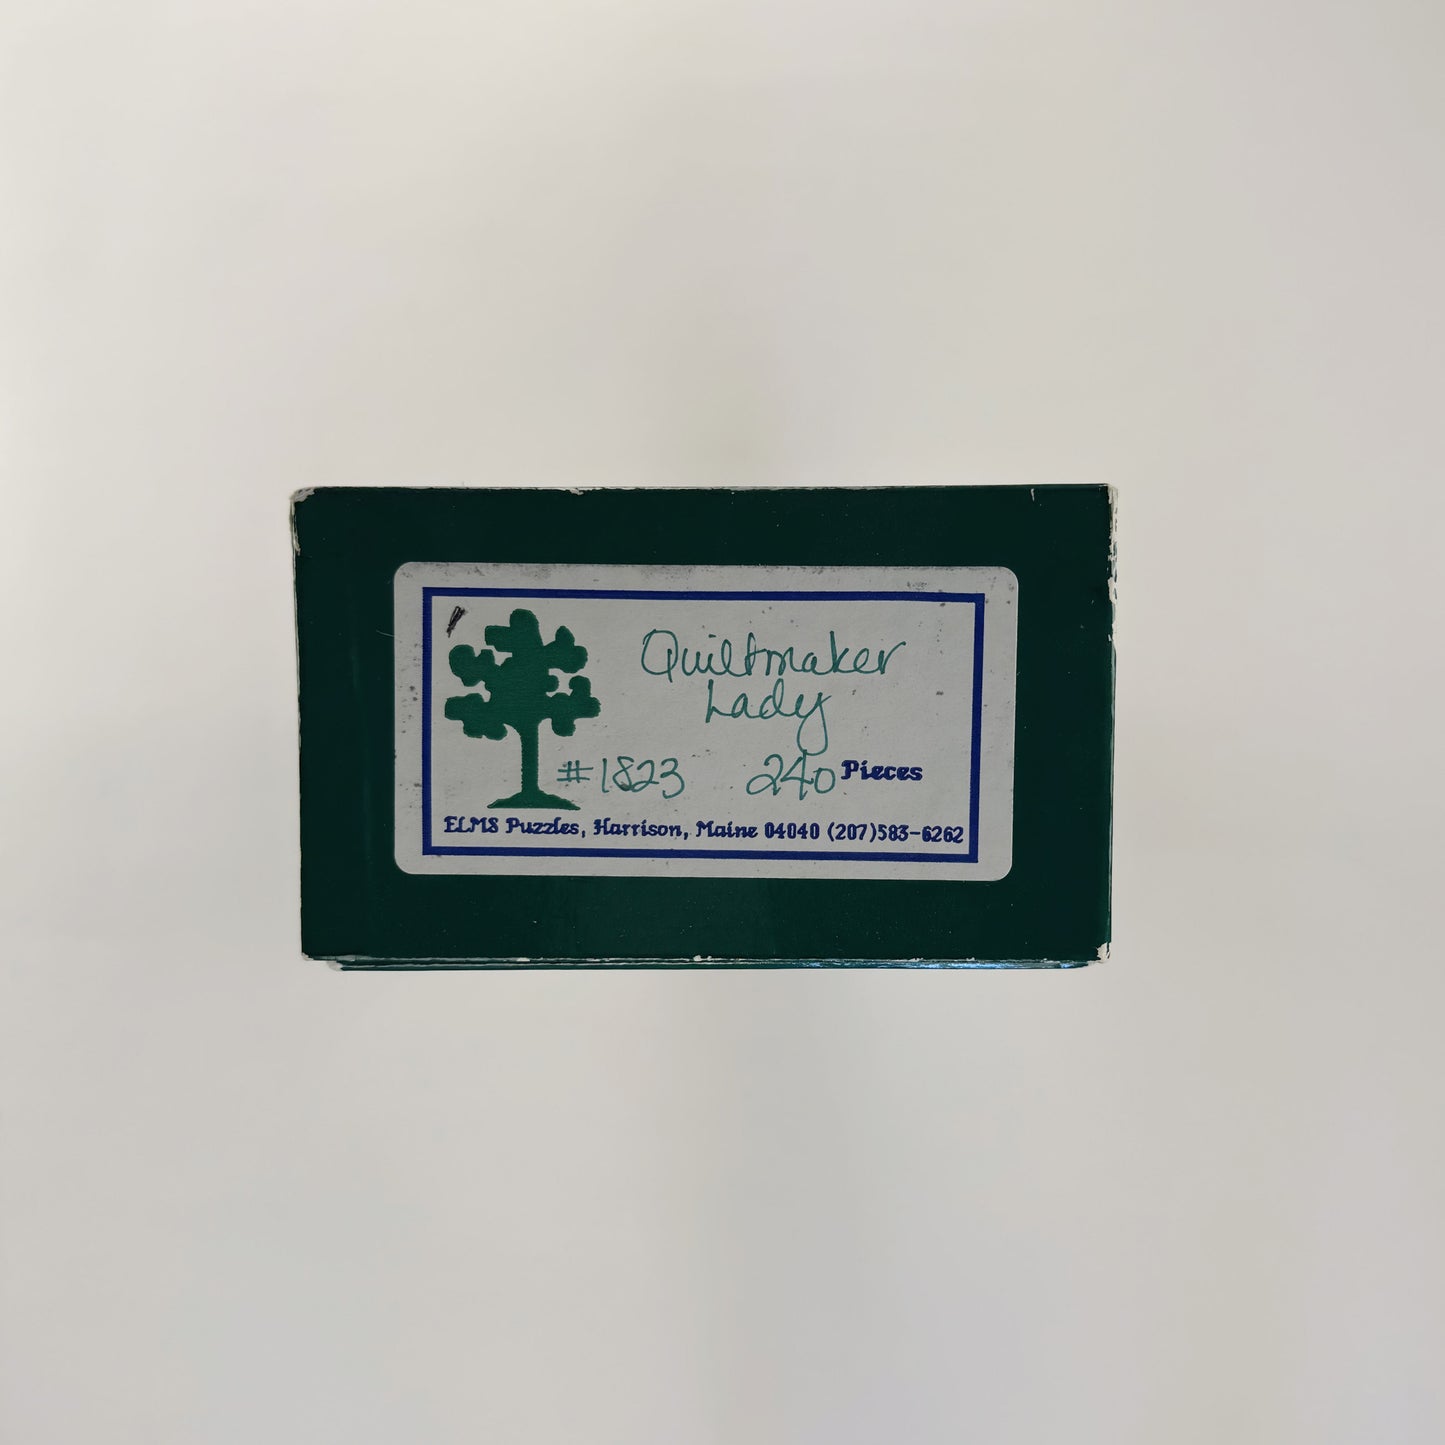 Quiltmaker
Lady
#1823 240 Pieces
ELMS Puzzles, Harrison, Maine 04040 (207)583-6262